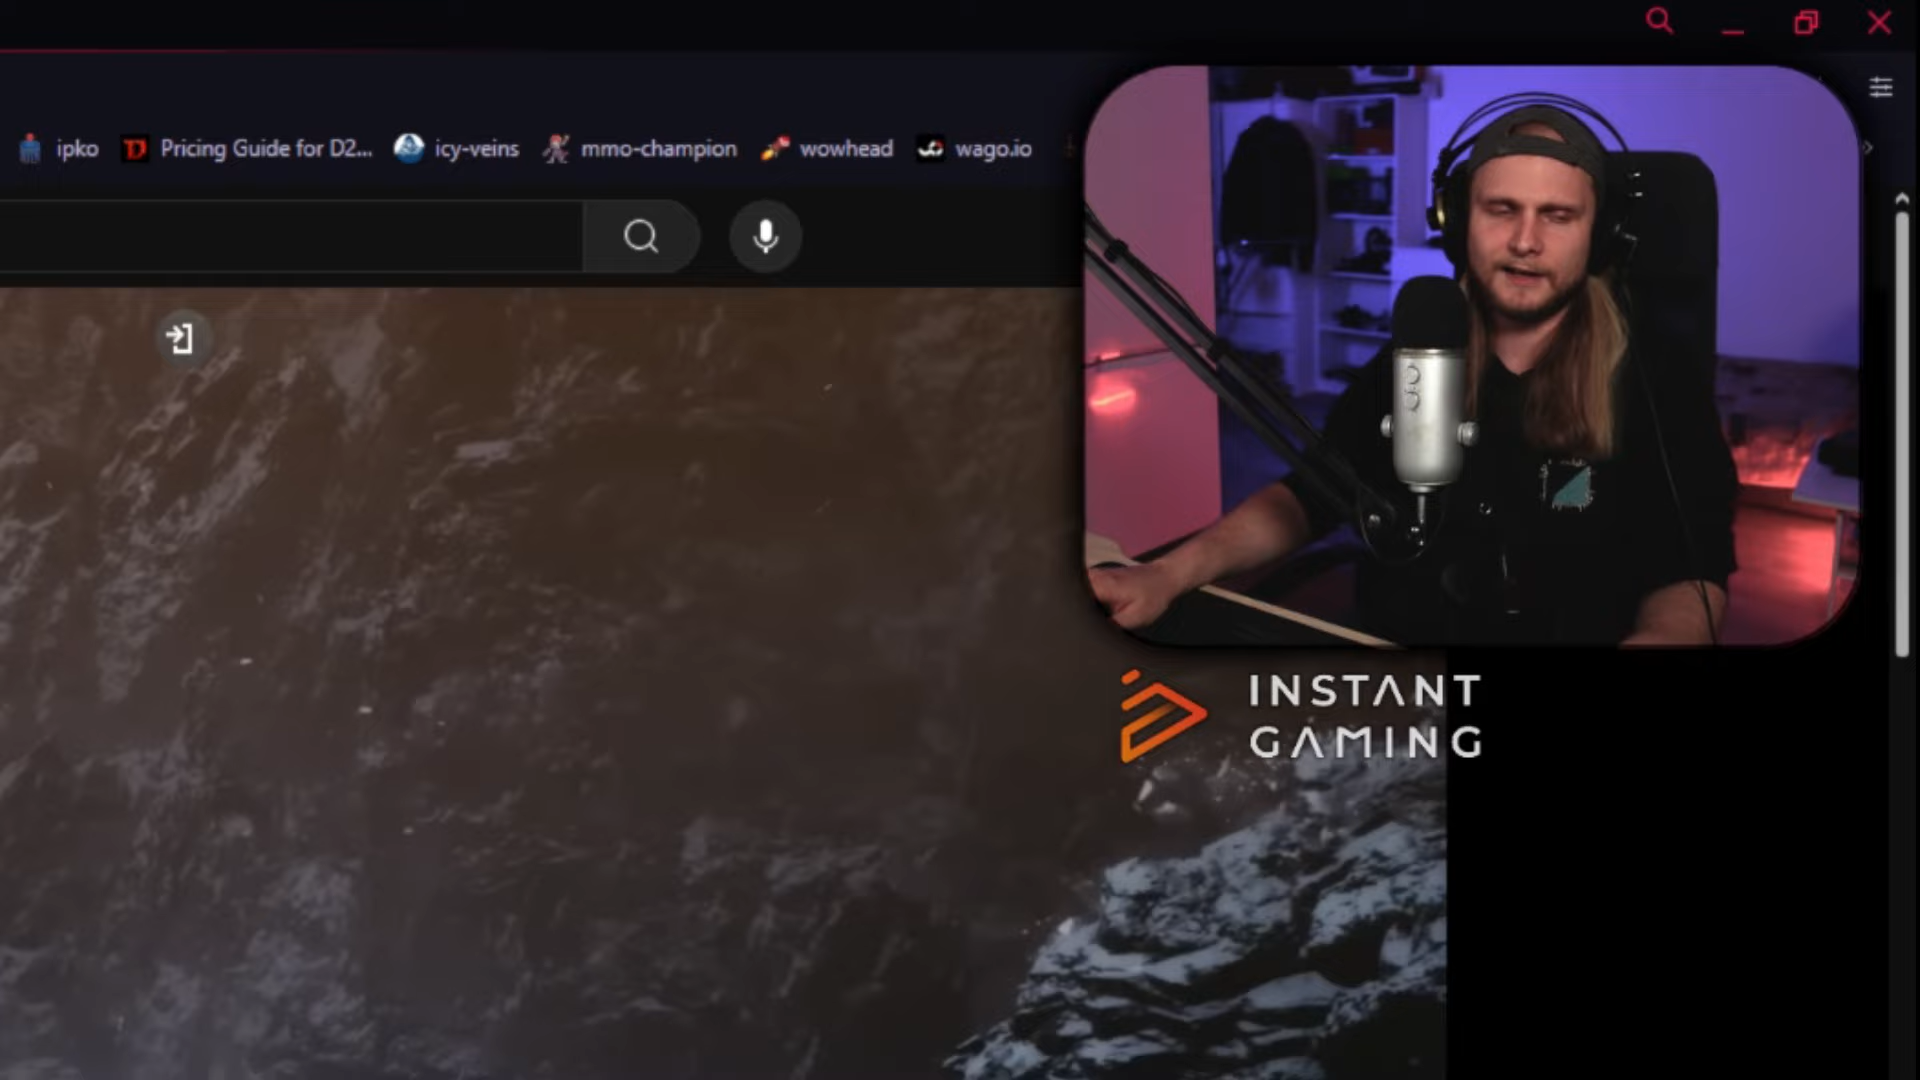 ipko
Pricing Guide for D2...
icy-veins
mmo-champion
wowhead
wago.io
INSTANT
GAMING